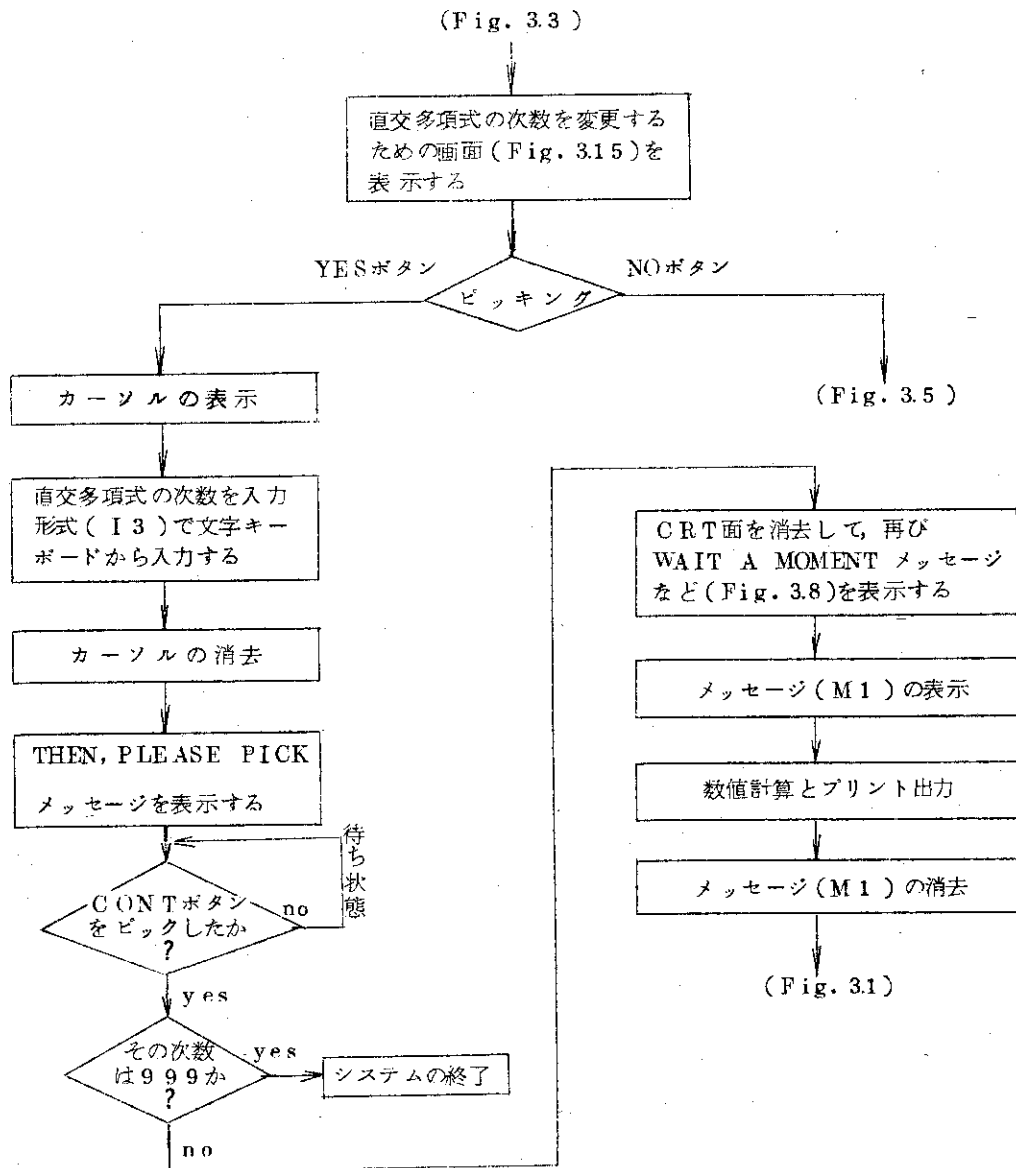 (Fig. 3.3)
直交多項式の次数を変更する
ための画面(Fig. 3.15)を
表示する
YESボタン
NOボタン
ピッキング
カーソルの表示
(Fig. 3.5)
直交多項式の次数を入力
形式(I3)で文字キー
ボードから入力する
カーソルの消去
THEN, PLEASE PICK
メッセージを表示する
待ち状態
CONTボタン
をピックしたか
?
no
yes
その次数
は999か
?
yes
システムの終了
no
CRT面を消去して, 再び
WAIT A MOMENT メッセージ
など(Fig. 3.8)を表示する
メッセージ(M1)の表示
数値計算とプリント出力
メッセージ(M1)の消去
(Fig. 3.1)